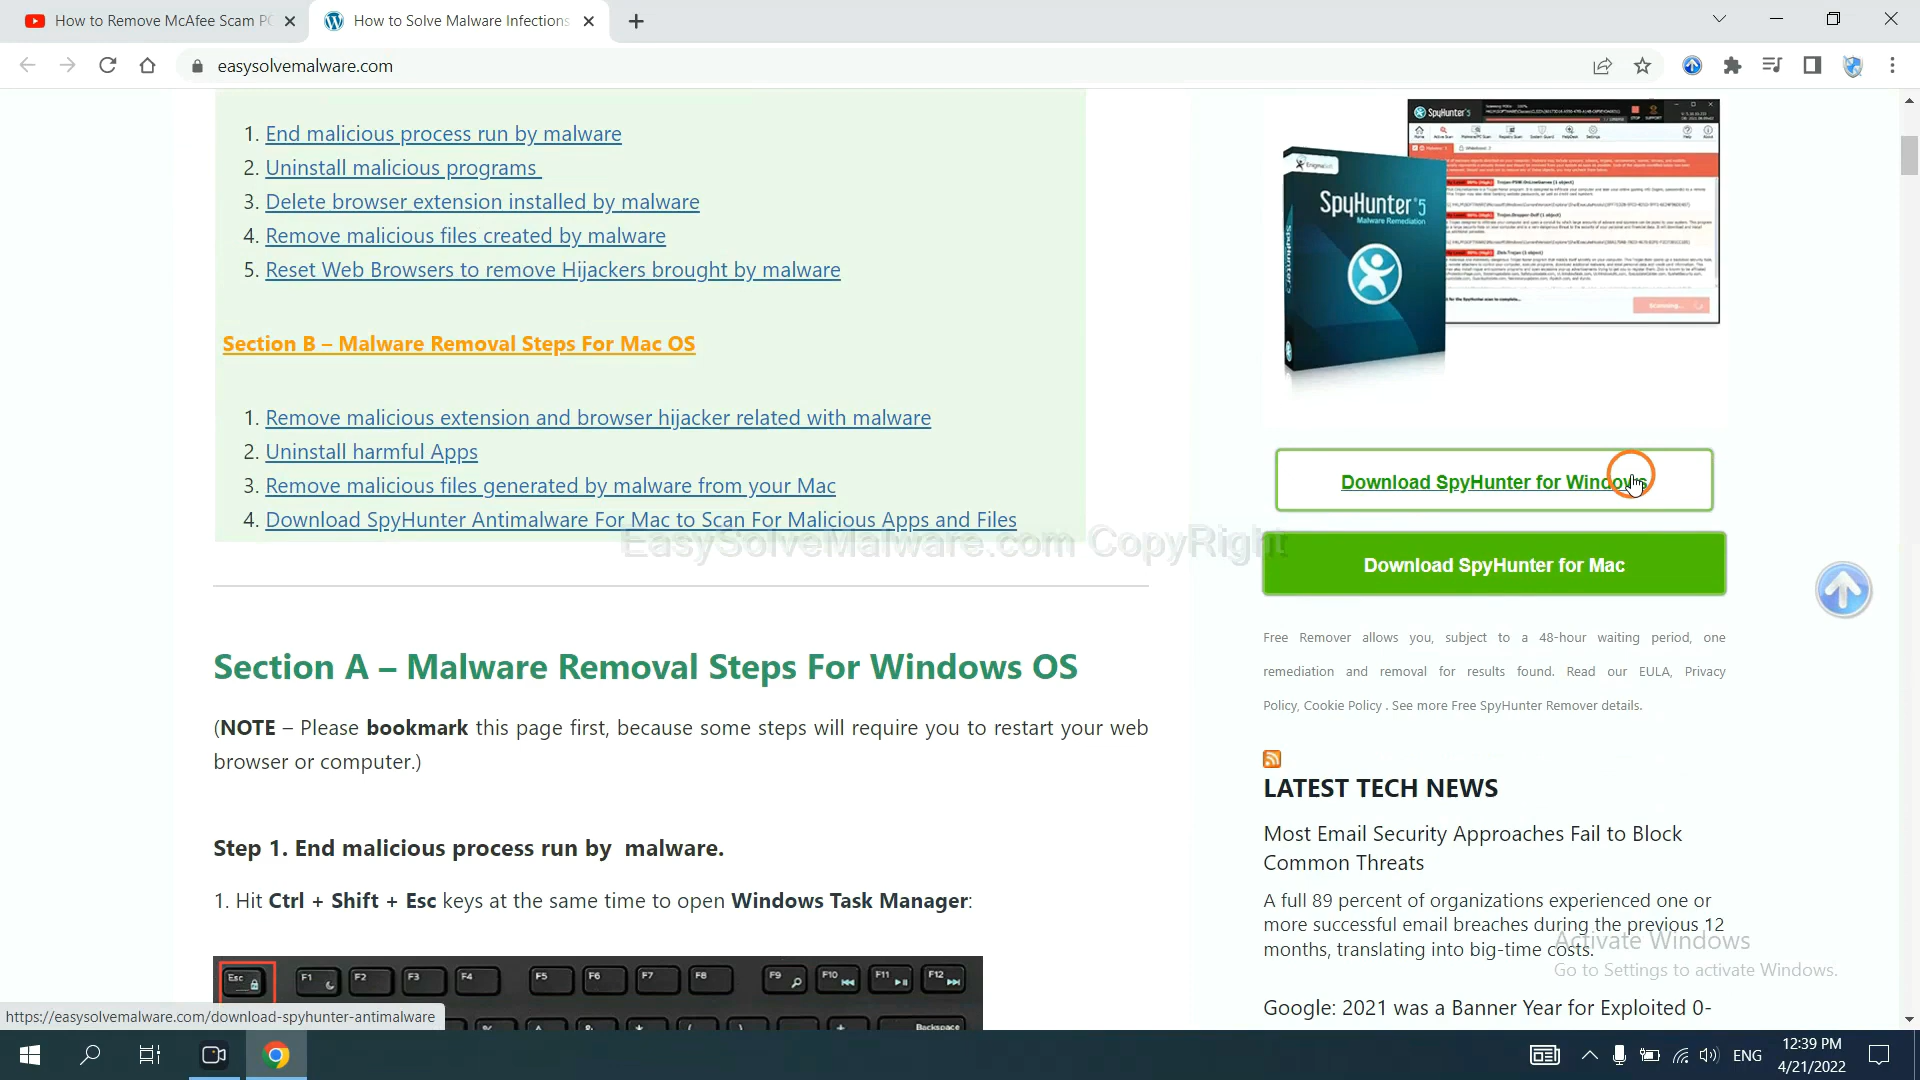 How to Remove McAfee Scam PC
How to Solve Malware Infections
easysolvemalware.com
1. End malicious process run by malware
2. Uninstall malicious programs
3. Delete browser extension installed by malware
4. Remove malicious files created by malware
5. Reset Web Browsers to remove Hijackers brought by malware
Section B – Malware Removal Steps For Mac OS
1. Remove malicious extension and browser hijacker related with malware
2. Uninstall harmful Apps
3. Remove malicious files generated by malware from your Mac
4. Download SpyHunter Antimalware For Mac to Scan For Malicious Apps and Files
EasySolveMalware.com CopyRight
Section A – Malware Removal Steps For Windows OS
(NOTE – Please bookmark this page first, because some steps will require you to restart your web
browser or computer.)
Step 1. End malicious process run by malware.
1. Hit Ctrl + Shift + Esc keys at the same time to open Windows Task Manager:
Esc F1 F2 F3 F4 F5 F6 F7 F8 F9 F10 F11 F12
Backspace
https://easysolvemalware.com/download-spyhunter-antimalware
SpyHunter 5
EnigmaSoft
SpyHunter 5
Malware Remediation
SpyHunter 5
Download SpyHunter for Windows
Download SpyHunter for Mac
Free Remover allows you, subject to a 48-hour waiting period, one
remediation and removal for results found. Read our EULA, Privacy
Policy, Cookie Policy . See more Free SpyHunter Remover details.
LATEST TECH NEWS
Most Email Security Approaches Fail to Block
Common Threats
A full 89 percent of organizations experienced one or
more successful email breaches during the previous 12
months, translating into big-time costs.
Google: 2021 was a Banner Year for Exploited 0-
Activate Windows
Go to Settings to activate Windows.
ENG
12:39 PM
4/21/2022